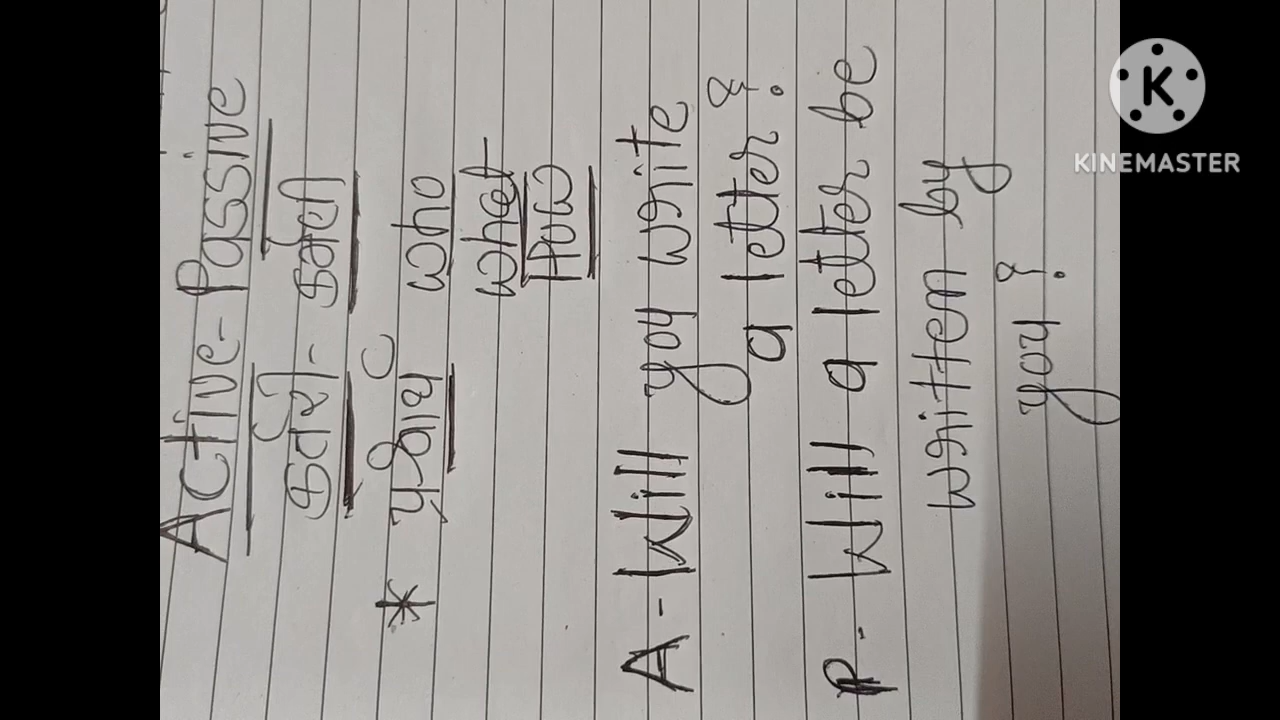 Active-Passive
कर्तरी-कर्मणी
who
what
How
A-Will you write
a letter?
P-Will a letter be
written by
you?
KINEMASTER